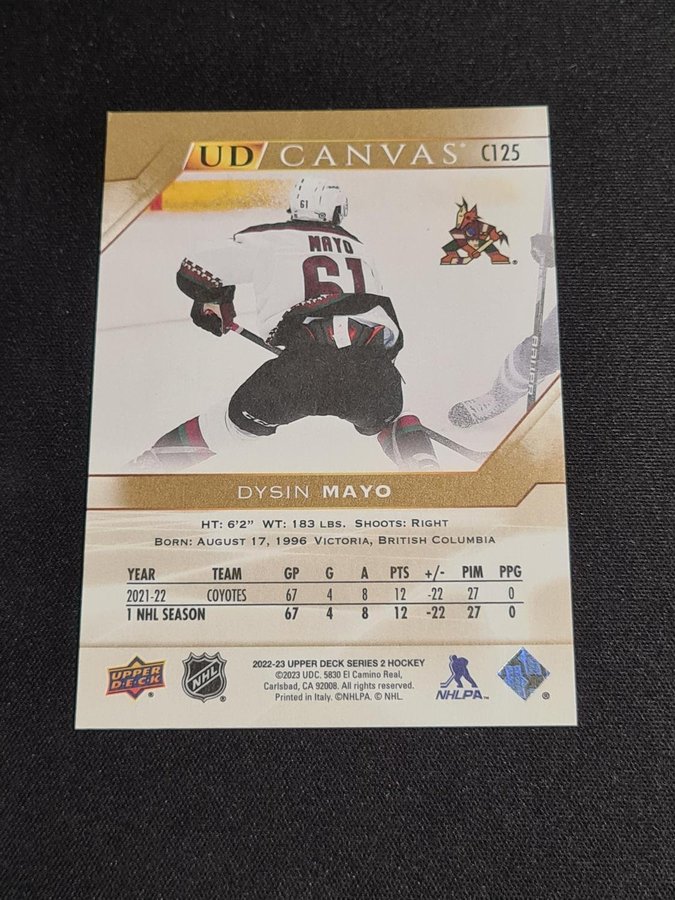 UD CANVAS® C125
61
MAYO
61
CCM
DYSIN MAYO
HT: 6'2" WT: 183 LBS. SHOOTS: RIGHT
BORN: AUGUST 17, 1996 VICTORIA, BRITISH COLUMBIA
YEAR TEAM GP G A PTS +/- PIM PPG
2021-22 COYOTES 67 4 8 12 -22 27 0
1 NHL SEASON 67 4 8 12 -22 27 0
UPPER DECK®
NHL®
2022-23 UPPER DECK SERIES 2 HOCKEY
©2023 UDC. 5830 El Camino Real,
Carlsbad, CA 92008. All rights reserved.
Printed in Italy. ©NHLPA. © NHL.
NHLPA™
®